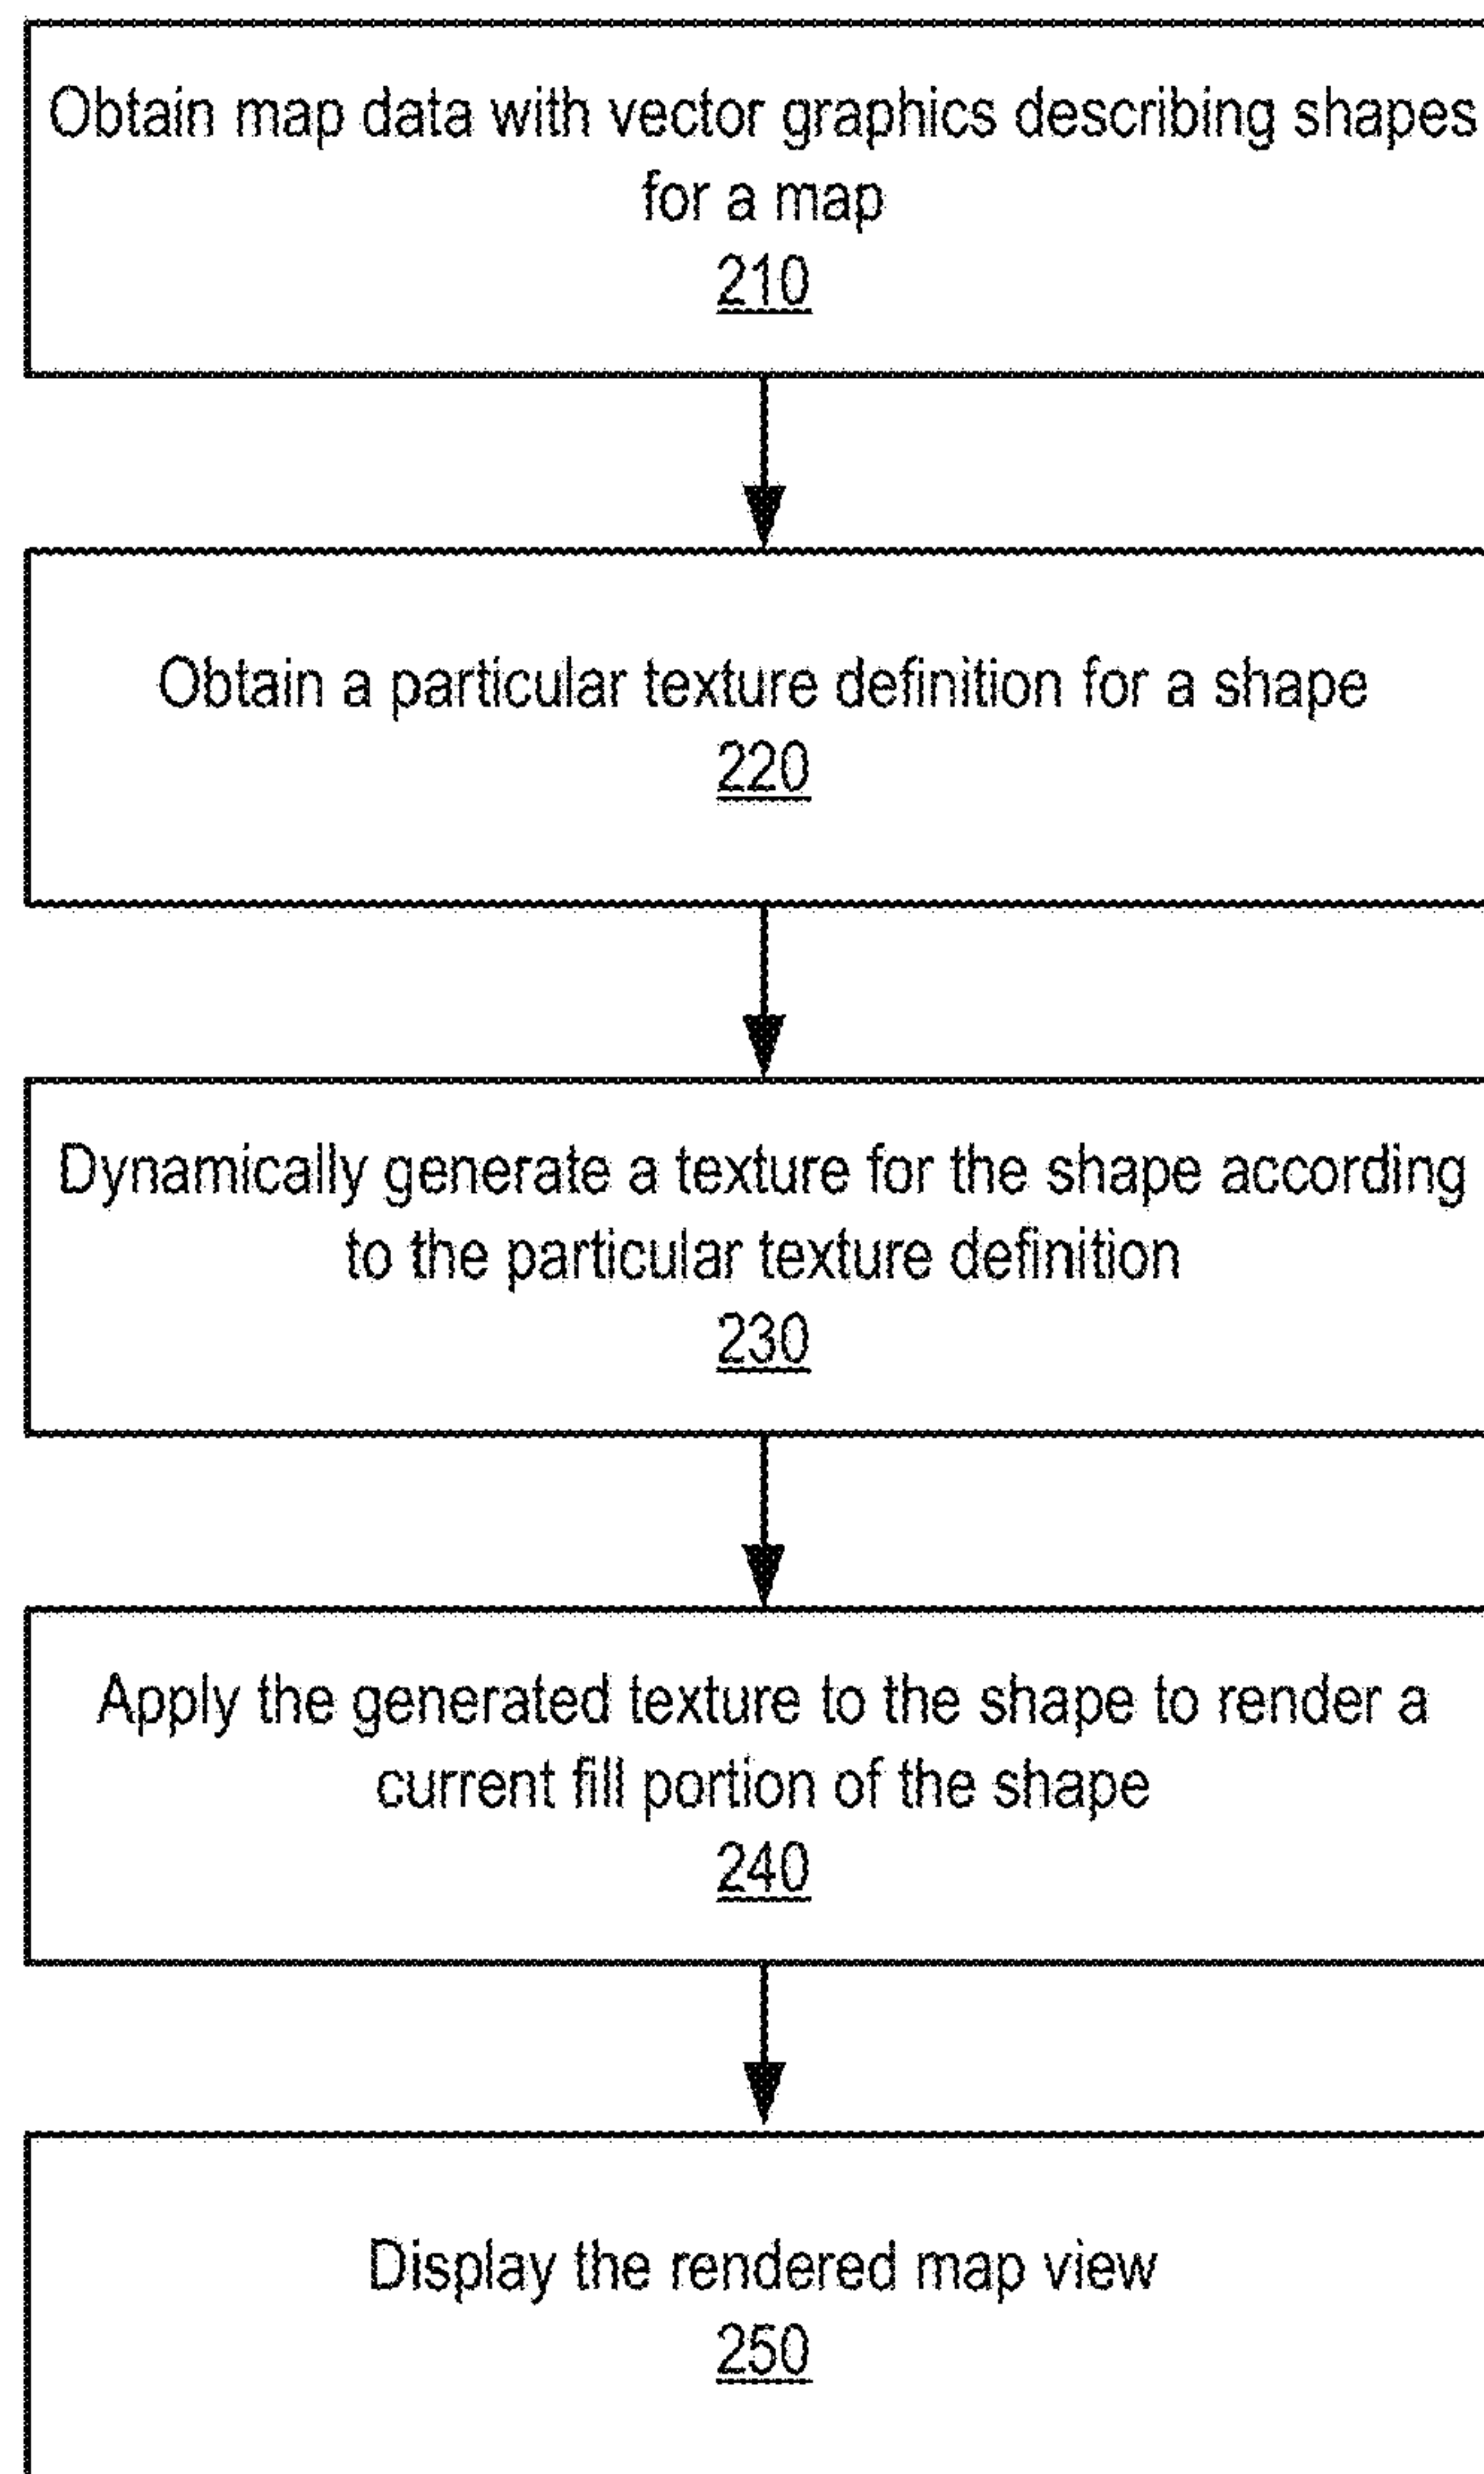 Obtain map data with vector graphics describing shapes
for a map
210
Obtain a particular texture definition for a shape
220
Dynamically generate a texture for the shape according
to the particular texture definition
230
Apply the generated texture to the shape to render a
current fill portion of the shape
240
Display the rendered map view
250